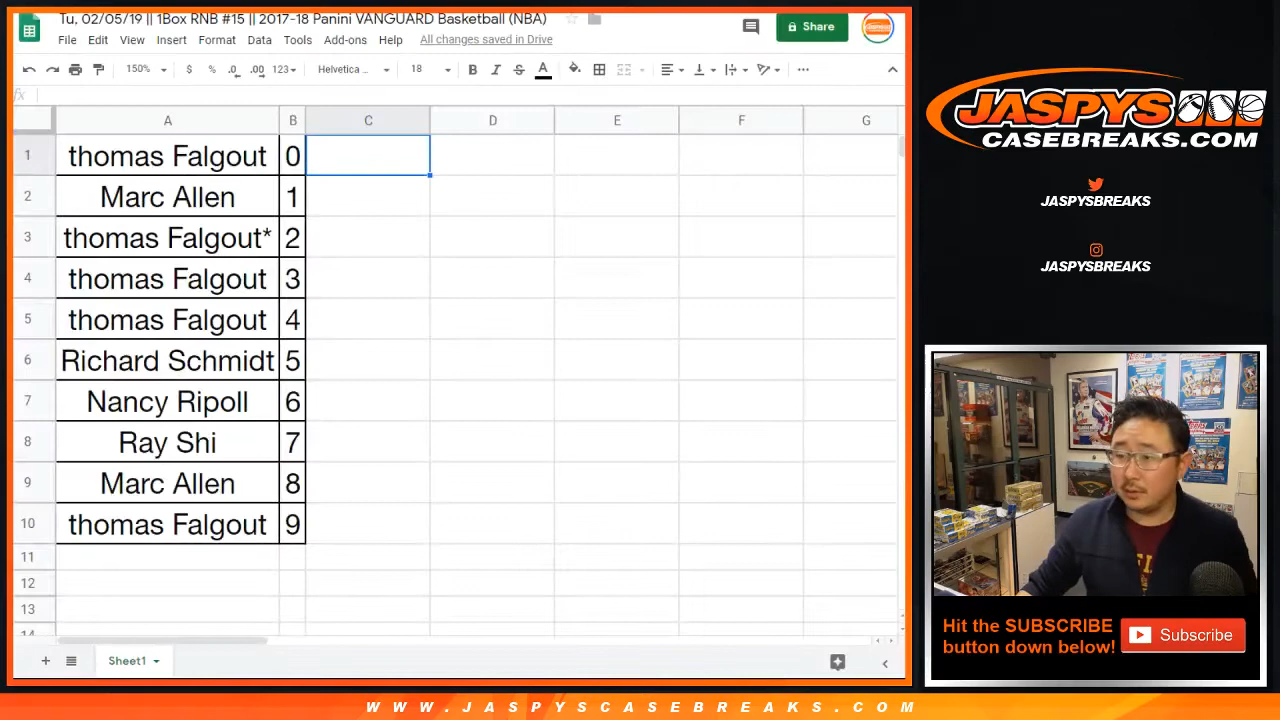 Tu, 02/05/19 || 1Box RNB #15 || 2017-18 Panini VANGUARD Basketball (NBA)
File Edit View Insert Format Data Tools Add-ons Help All changes saved in Drive
Share
150% $ % .0 .00 123 Helvetica ... 18 B I S A
fx
A B C D E F G
1 thomas Falgout 0
2 Marc Allen 1
3 thomas Falgout* 2
4 thomas Falgout 3
5 thomas Falgout 4
6 Richard Schmidt 5
7 Nancy Ripoll 6
8 Ray Shi 7
9 Marc Allen 8
10 thomas Falgout 9
11
12
13
14
Sheet1
JASPYS
CASEBREAKS.COM
JASPYSBREAKS
JASPYSBREAKS
Hit the SUBSCRIBE
button down below!
Subscribe
WWW.JASPYSCASEBREAKS.COM